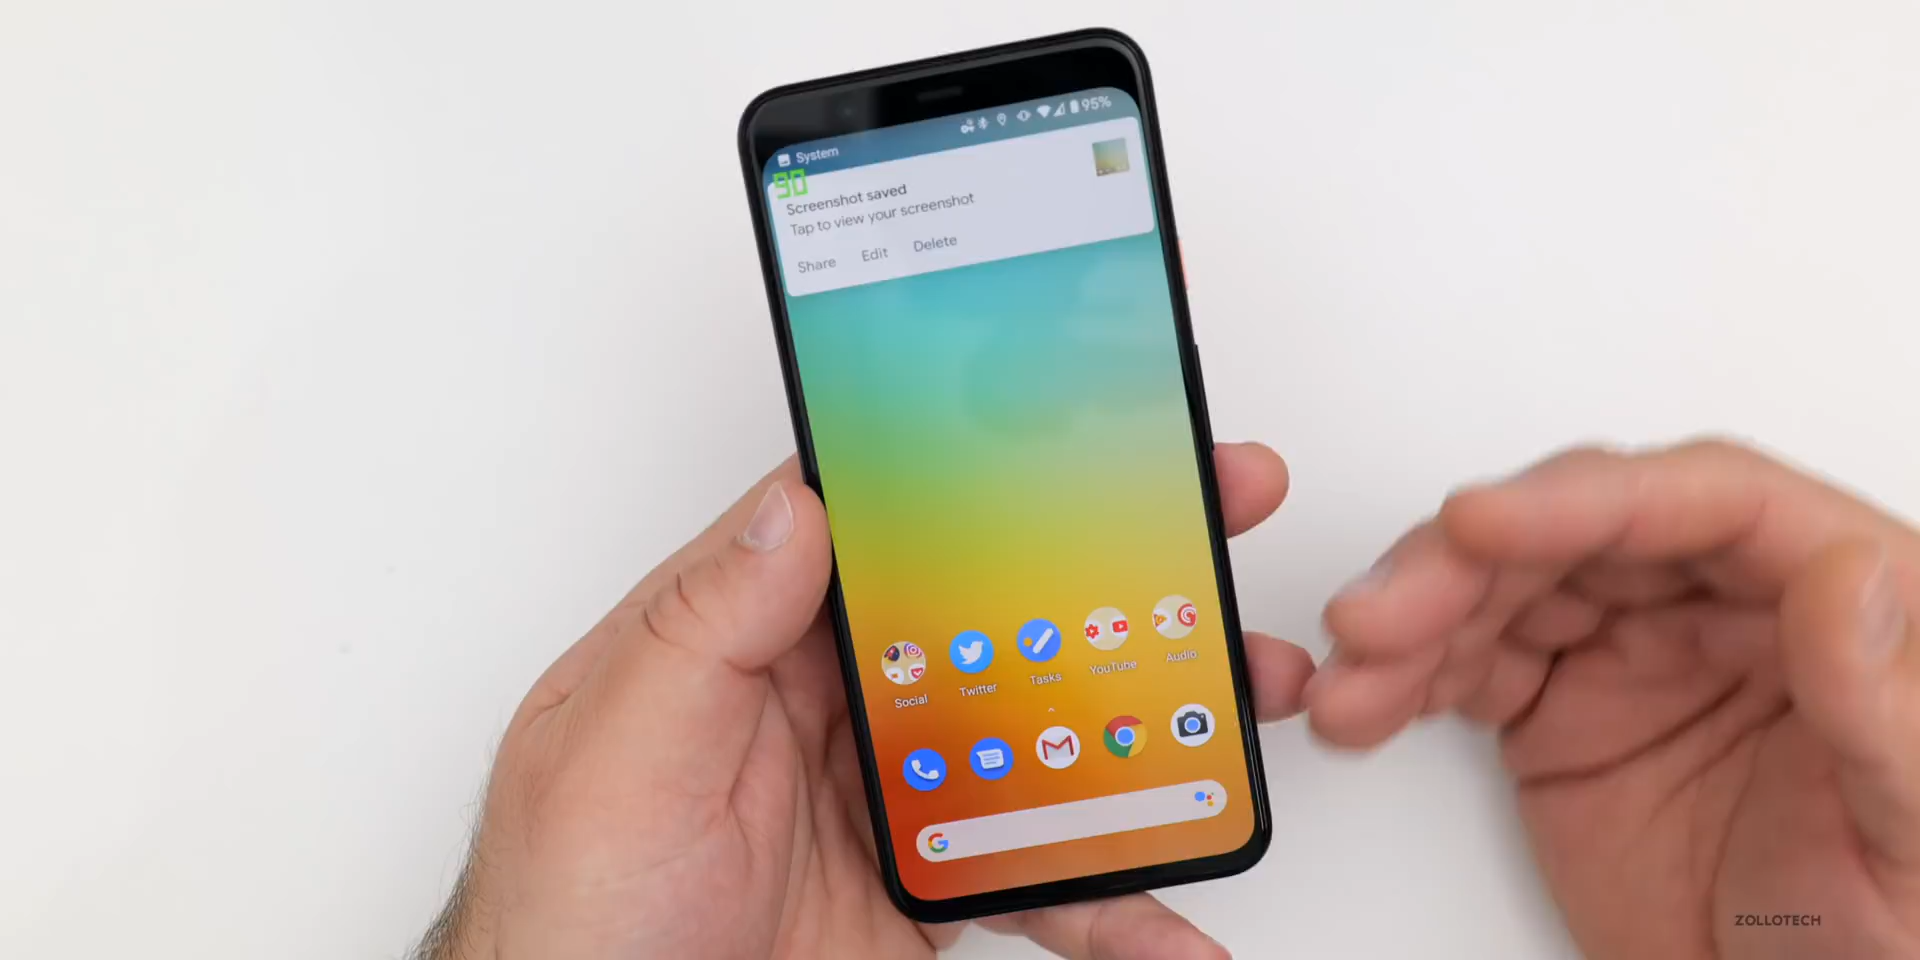 95%
System
90
Screenshot saved
Tap to view your screenshot
Share Edit Delete
Social Twitter Tasks YouTube Audio
G
ZOLLOTECH